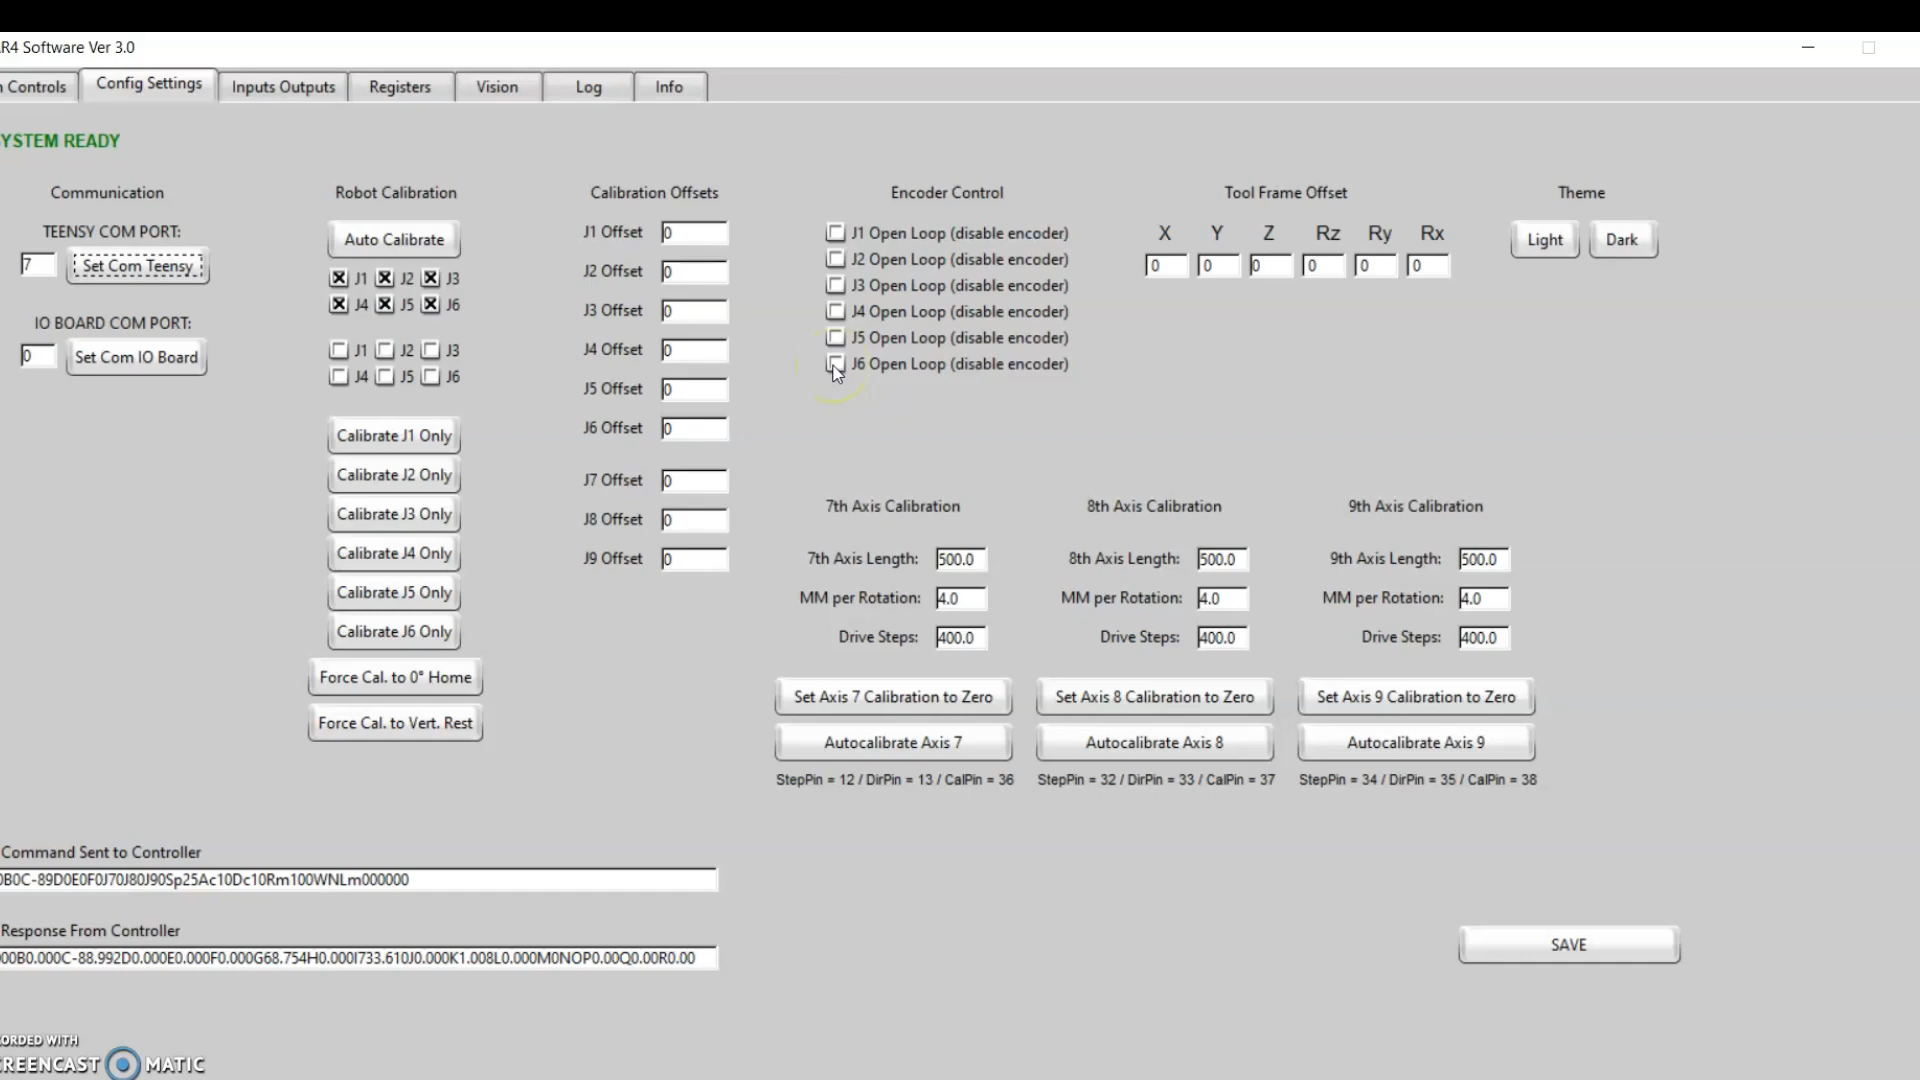 R4 Software Ver 3.0
Controls
Config Settings
Inputs Outputs
Registers
Vision
Log
Info
YSTEM READY
Communication
TEENSY COM PORT:
7
Set Com Teensy
IO BOARD COM PORT:
0
Set Com IO Board
Robot Calibration
Auto Calibrate
J1 J2 J3
J4 J5 J6
J1 J2 J3
J4 J5 J6
Calibrate J1 Only
Calibrate J2 Only
Calibrate J3 Only
Calibrate J4 Only
Calibrate J5 Only
Calibrate J6 Only
Force Cal. to 0° Home
Force Cal. to Vert. Rest
Calibration Offsets
J1 Offset 0
J2 Offset 0
J3 Offset 0
J4 Offset 0
J5 Offset 0
J6 Offset 0
J7 Offset 0
J8 Offset 0
J9 Offset 0
Encoder Control
J1 Open Loop (disable encoder)
J2 Open Loop (disable encoder)
J3 Open Loop (disable encoder)
J4 Open Loop (disable encoder)
J5 Open Loop (disable encoder)
J6 Open Loop (disable encoder)
Tool Frame Offset
X Y Z Rz Ry Rx
0 0 0 0 0 0
Theme
Light
Dark
7th Axis Calibration
7th Axis Length: 500.0
MM per Rotation: 4.0
Drive Steps: 400.0
Set Axis 7 Calibration to Zero
Autocalibrate Axis 7
StepPin = 12 / DirPin = 13 / CalPin = 36
8th Axis Calibration
8th Axis Length: 500.0
MM per Rotation: 4.0
Drive Steps: 400.0
Set Axis 8 Calibration to Zero
Autocalibrate Axis 8
StepPin = 32 / DirPin = 33 / CalPin = 37
9th Axis Calibration
9th Axis Length: 500.0
MM per Rotation: 4.0
Drive Steps: 400.0
Set Axis 9 Calibration to Zero
Autocalibrate Axis 9
StepPin = 34 / DirPin = 35 / CalPin = 38
Command Sent to Controller
0B0C-89D0E0F0J70J80J90Sp25Ac10Dc10Rm100WNLm000000
Response From Controller
00B0.000C-88.992D0.000E0.000F0.000G68.754H0.000I733.610J0.000K1.008L0.000M0NOP0.00Q0.00R0.00
SAVE
CORDED WITH
CREENCAST MATIC